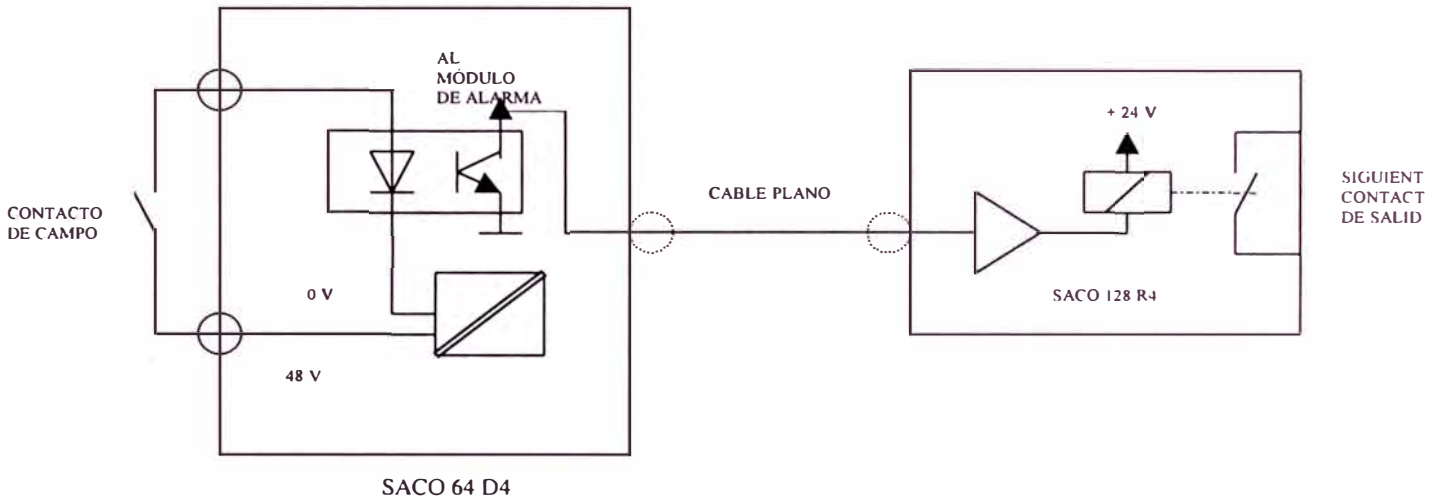 AL
MÓDULO
DE ALARMA
+ 24 V
CONTACTO
DE CAMPO
CABLE PLANO
SIGUIENT
CONTACT
DE SALID
0 V
SACO 128 R4
48 V
SACO 64 D4